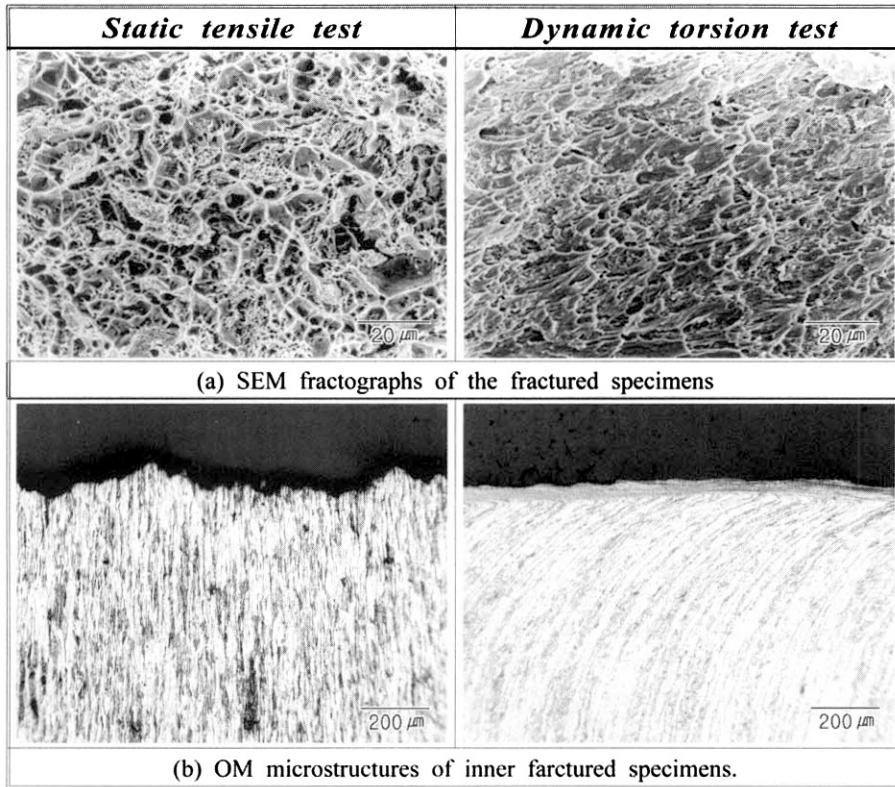 Static tensile test
Dynamic torsion test
20 μm
20 μm
(a) SEM fractographs of the fractured specimens
200 μm
200 μm
(b) OM microstructures of inner farctured specimens.